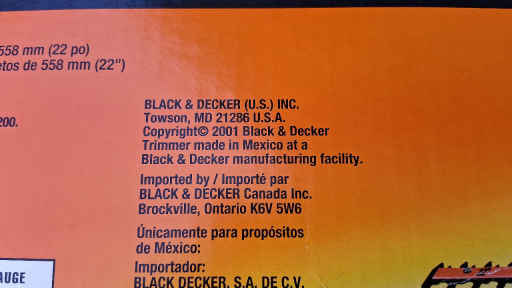 558 mm (22 po)
etos de 558 mm (22")
200.
BLACK & DECKER (U.S.) INC.
Towson, MD 21286 U.S.A.
Copyright© 2001 Black & Decker
Trimmer made in Mexico at a
Black & Decker manufacturing facility.
Imported by / Importé par
BLACK & DECKER Canada Inc.
Brockville, Ontario K6V 5W6
Únicamente para propósitos
de México:
Importador:
BLACK DECKER, S.A. DE C.V.
AUGE